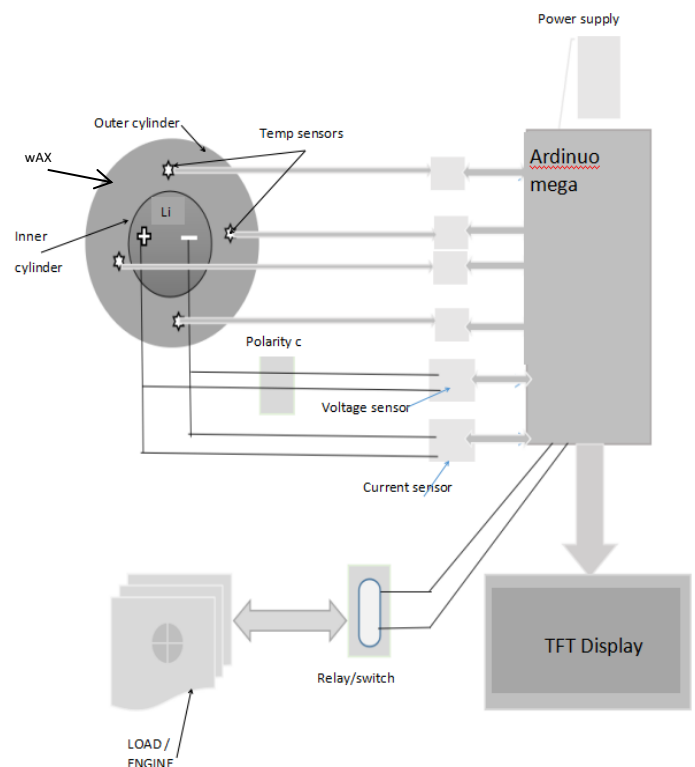 Power supply
Outer cylinder
Temp sensors
wAX
Ardinuo
mega
Li
Inner
cylinder
Polarity c
Voltage sensor
Current sensor
TFT Display
Relay/switch
LOAD /
ENGINE